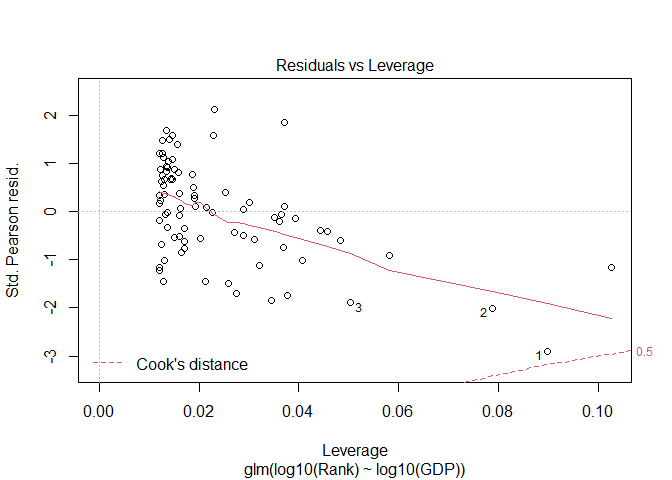 Residuals vs Leverage
Std. Pearson resid.
2
1
0
-1
-2
-3
3
2
1
0.5
Cook's distance
0.00 0.02 0.04 0.06 0.08 0.10
Leverage
glm(log10(Rank) ~ log10(GDP))